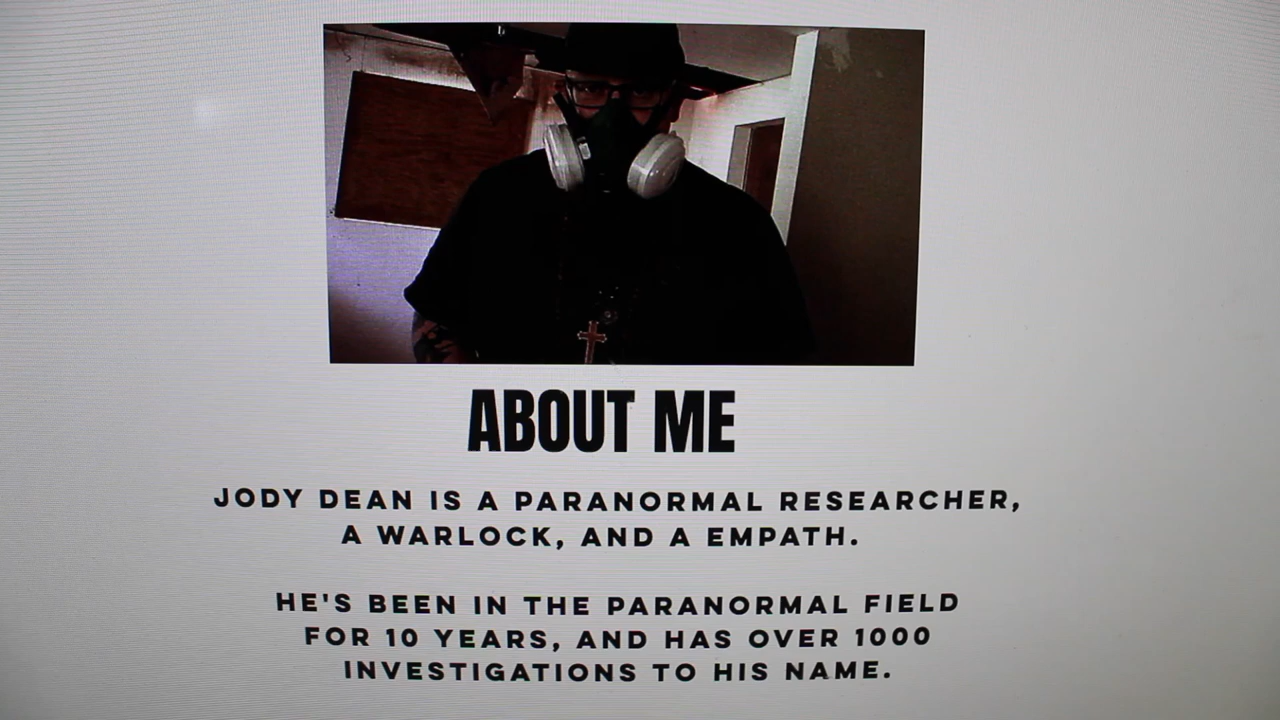 ABOUT ME
JODY DEAN IS A PARANORMAL RESEARCHER,
A WARLOCK, AND A EMPATH.
HE'S BEEN IN THE PARANORMAL FIELD
FOR 10 YEARS, AND HAS OVER 1000
INVESTIGATIONS TO HIS NAME.